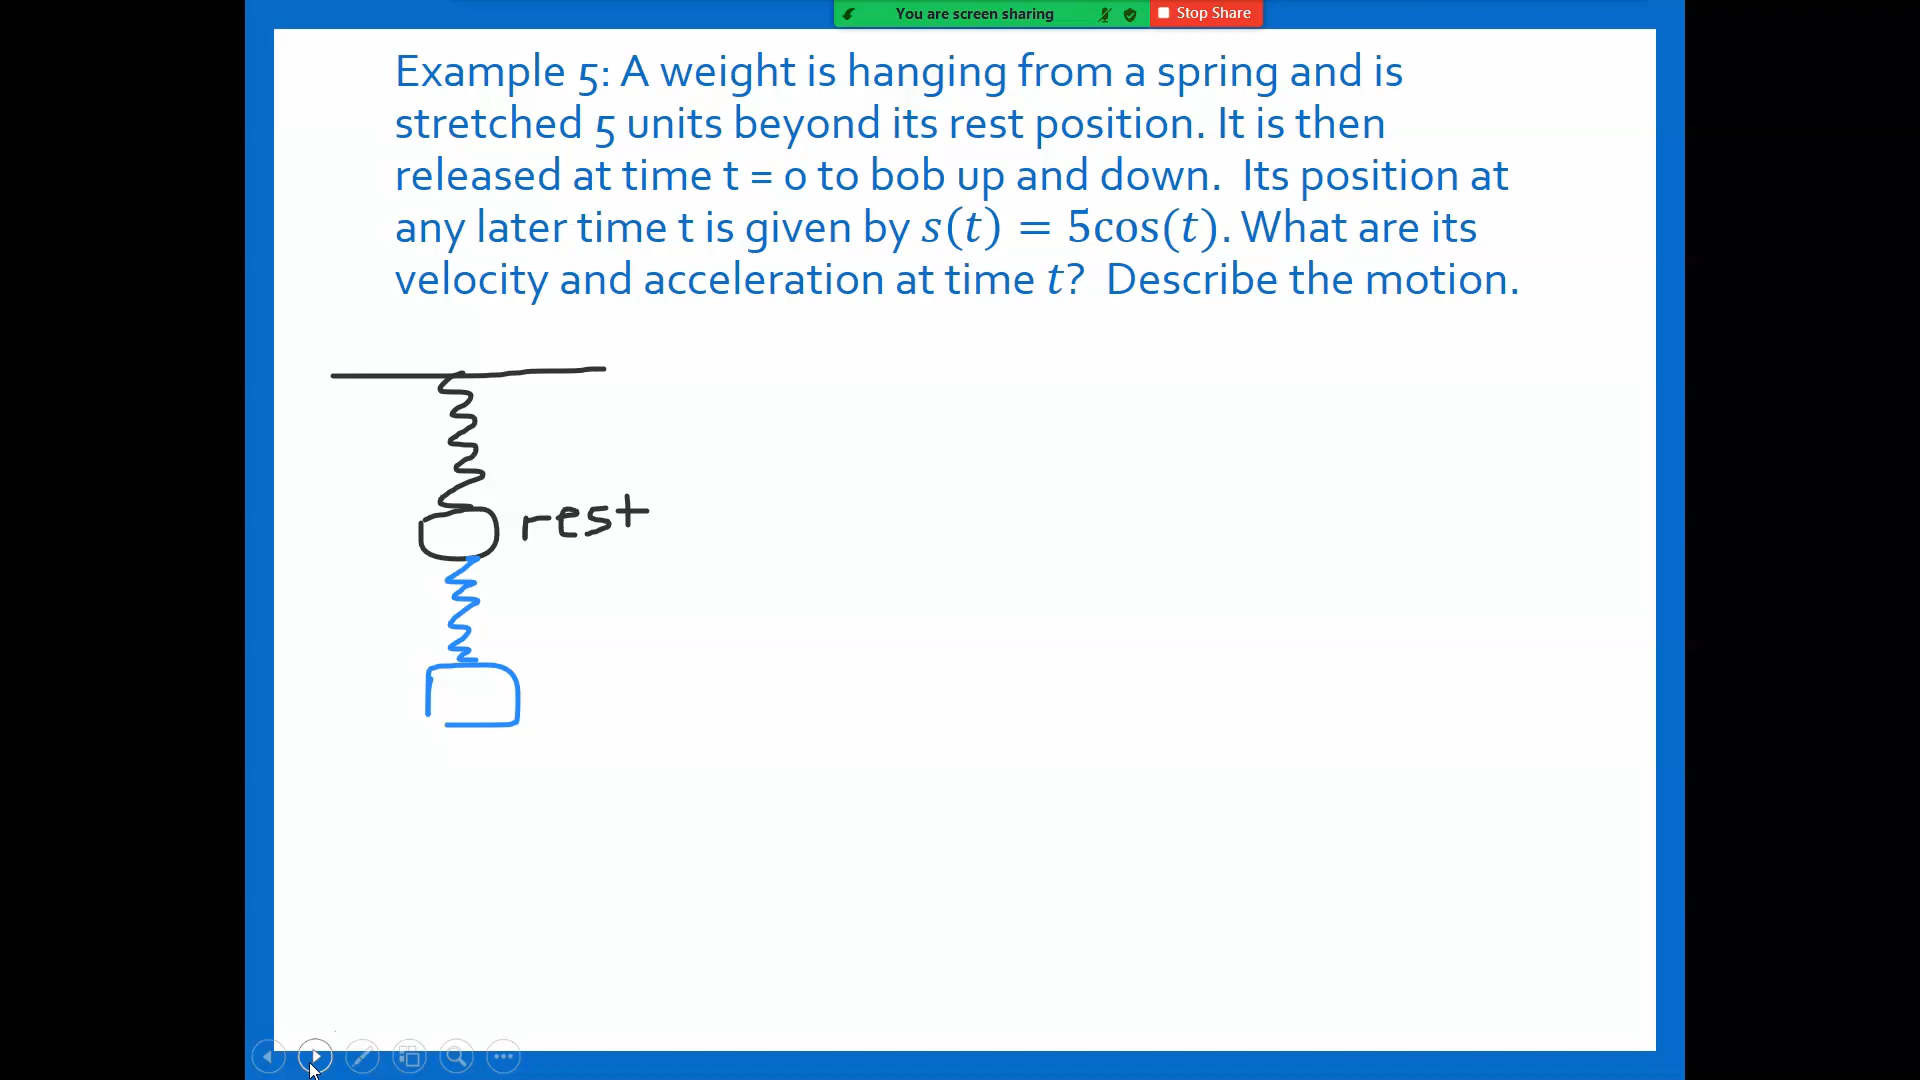 You are screen sharing Stop Share
Example 5: A weight is hanging from a spring and is
stretched 5 units beyond its rest position. It is then
released at time t = 0 to bob up and down. Its position at
any later time t is given by s(t) = 5cos(t). What are its
velocity and acceleration at time t? Describe the motion.
rest